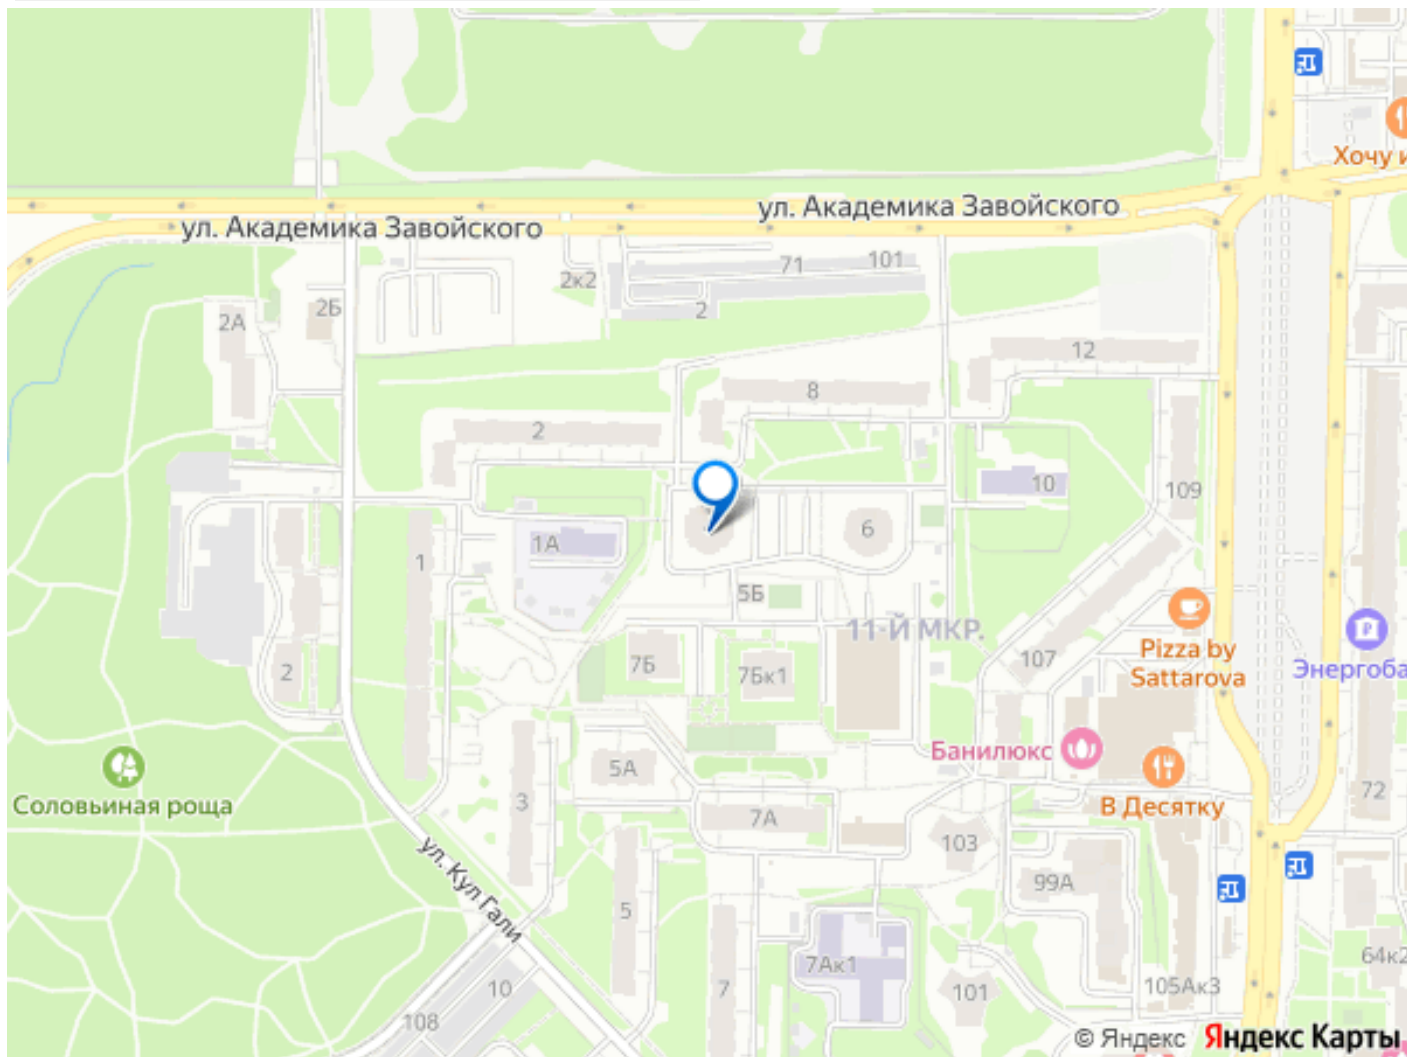 Хочу и
ул. Академика Завойского
ул. Академика Завойского
71
101
2к2
2
2А
2Б
12
8
2
10
109
6
1А
1
5Б
11-Й МКР.
7Б
7Бк1
107
Pizza by
Sattarova
Энергоба
2
Банилюкс
5А
Соловьиная роща
В Десятку
72
3
7А
103
ул. Кул Гали
99А
5
7Ак1
64к2
10
7
101
105Ак3
108
© Яндекс Яндекс Карты